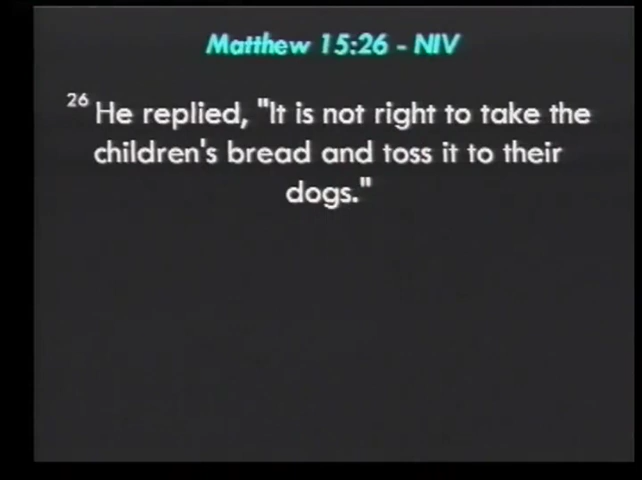 Matthew 15:26 - NIV
26 He replied, "It is not right to take the
children's bread and toss it to their
dogs."